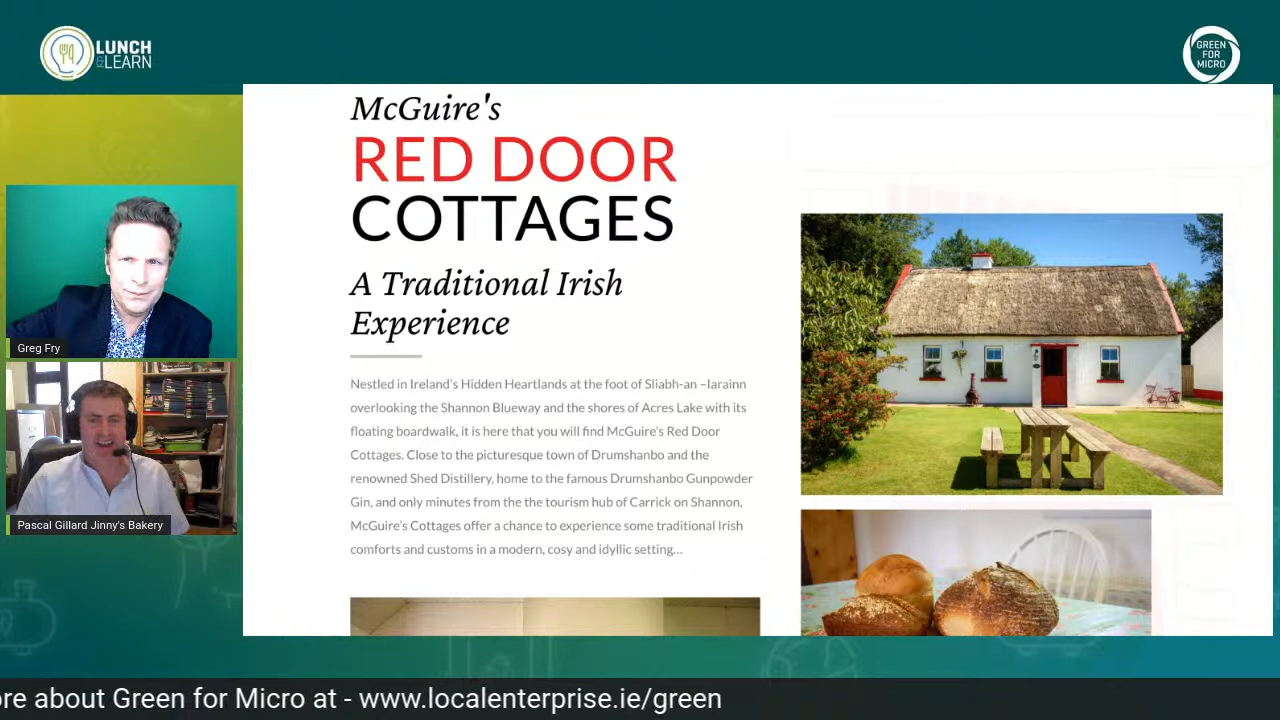 LUNCH
& LEARN
GREEN
FOR
MICRO
McGuire's
RED DOOR
COTTAGES
A Traditional Irish
Experience
Nestled in Ireland's Hidden Heartlands at the foot of Sliabh-an –Iarainn
overlooking the Shannon Blueway and the shores of Acres Lake with its
floating boardwalk, it is here that you will find McGuire's Red Door
Cottages. Close to the picturesque town of Drumshanbo and the
renowned Shed Distillery, home to the famous Drumshanbo Gunpowder
Gin, and only minutes from the the tourism hub of Carrick on Shannon,
McGuire's Cottages offer a chance to experience some traditional Irish
comforts and customs in a modern, cosy and idyllic setting...
Greg Fry
Pascal Gillard Jinny's Bakery
ore about Green for Micro at - www.localenterprise.ie/green